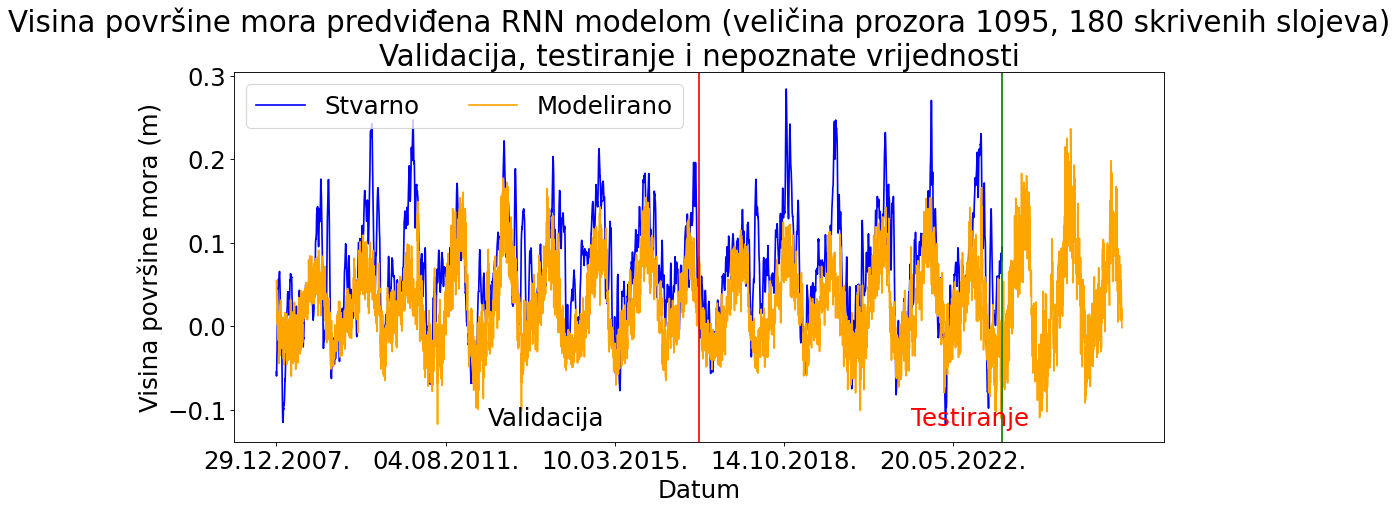 Visina površine mora predviđena RNN modelom (veličina prozora 1095, 180 skrivenih slojeva)
Validacija, testiranje i nepoznate vrijednosti
Stvarno Modelirano
Visina površine mora (m)
0.3
0.2
0.1
0.0
−0.1
Validacija Testiranje
29.12.2007. 04.08.2011. 10.03.2015. 14.10.2018. 20.05.2022.
Datum